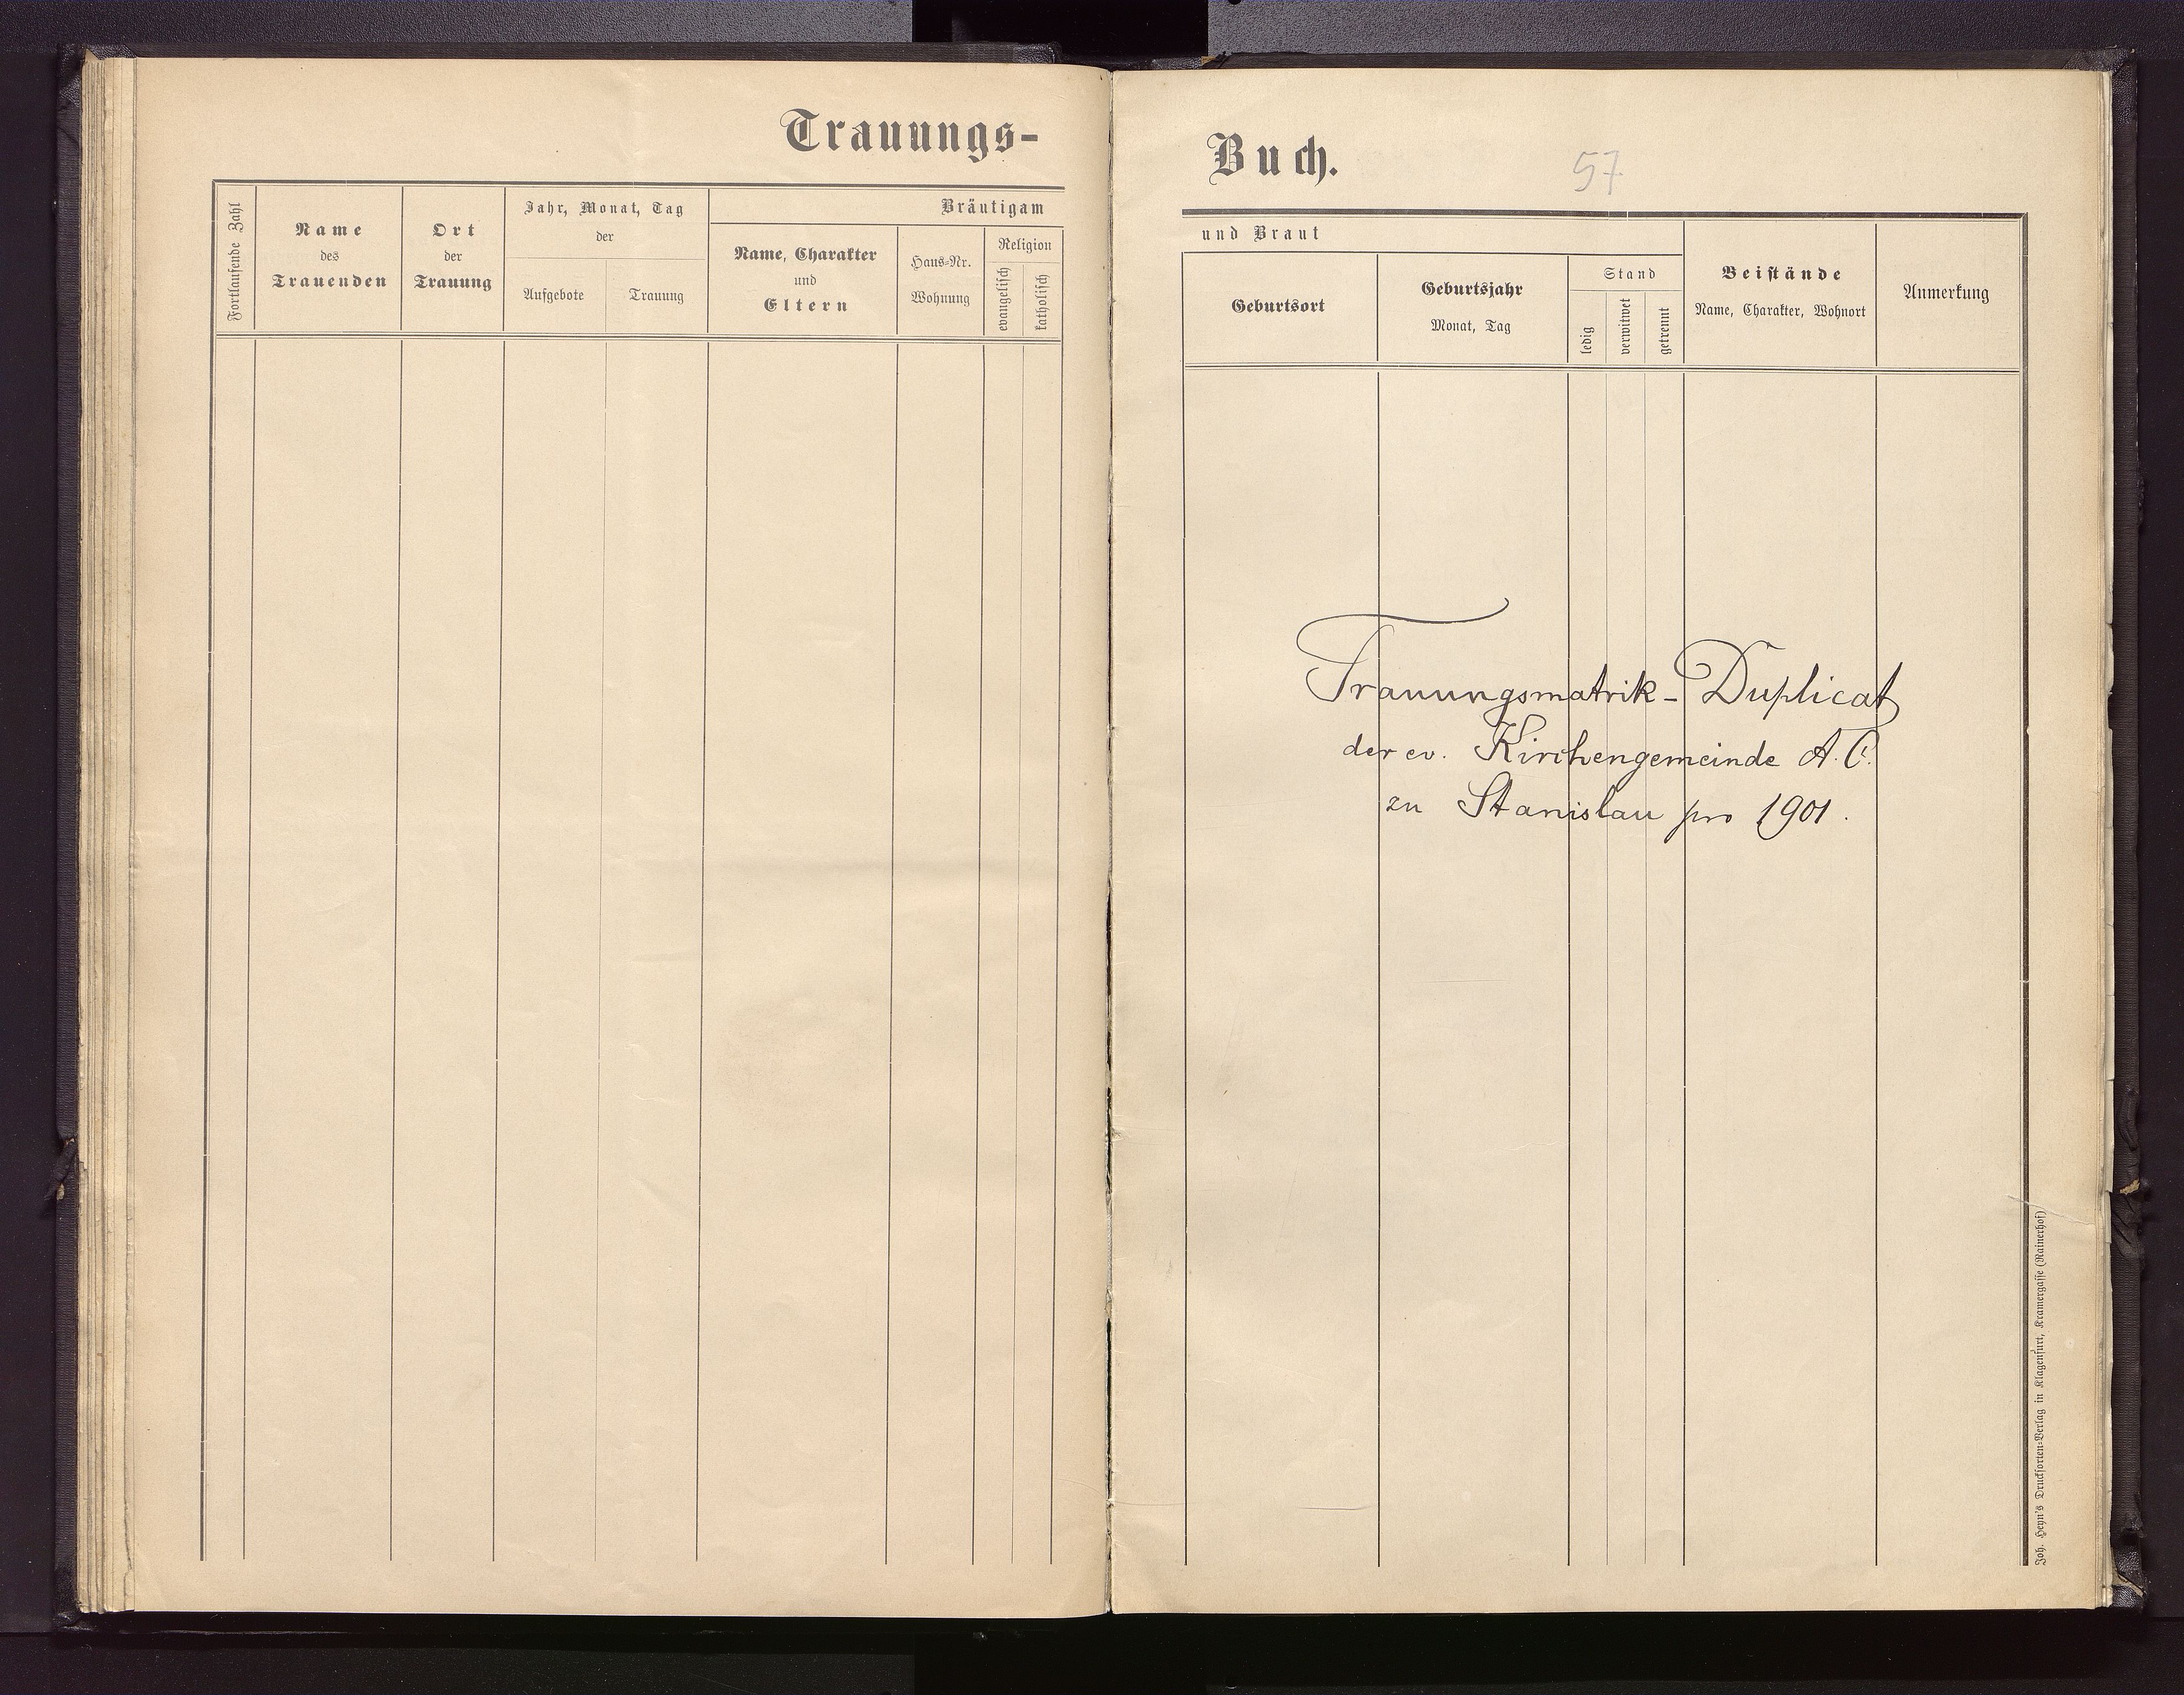 Trauungs-
Fortlaufende Zahl
Name
des
Trauenden
Ort
der
Trauung
Jahr, Monat, Tag
der
Aufgebote
Trauung
Bräutigam
Name, Charakter
und
Eltern
Haus-Nr.
Wohnung
Religion
evangelisch
katholisch
Buch.
57
und Braut
Geburtsort
Geburtsjahr
Monat, Tag
Stand
ledig
verwitwet
getrennt
Beistände
Name, Charakter, Wohnort
Anmerkung
Trauungsmatrik-Duplicat
der ev. Kirchengemeinde A. C.
zu Stanislau pro 1901.
Joh. Heyn's Drucksorten-Verlag in Klagenfurt, Kramergasse (Rainerhof)